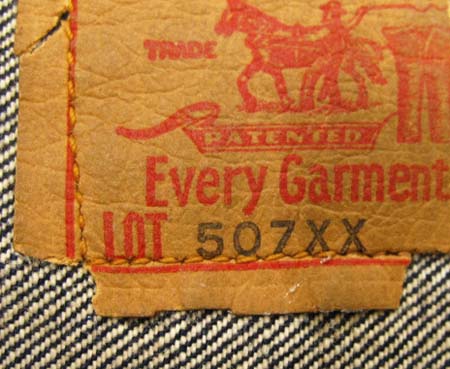 TRADE
PATENTED
Every Garment
LOT 507XX